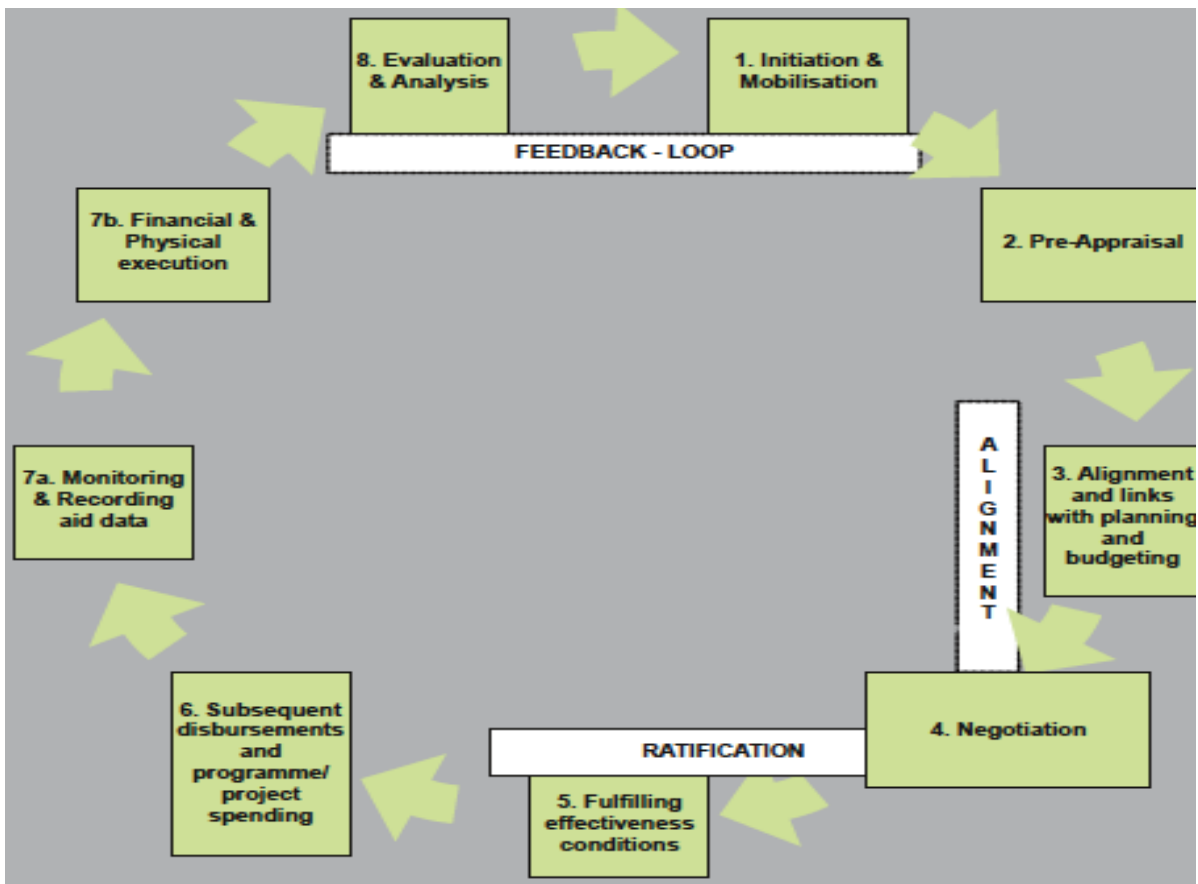 8. Evaluation
& Analysis
1. Initiation &
Mobilisation
FEEDBACK - LOOP
7b. Financial &
Physical
execution
2. Pre-Appraisal
7a. Monitoring
& Recording
aid data
ALIGNMENT
3. Alignment
and links
with planning
and
budgeting
4. Negotiation
RATIFICATION
6. Subsequent
disbursements
and
programme/
project
spending
5. Fulfilling
effectiveness
conditions